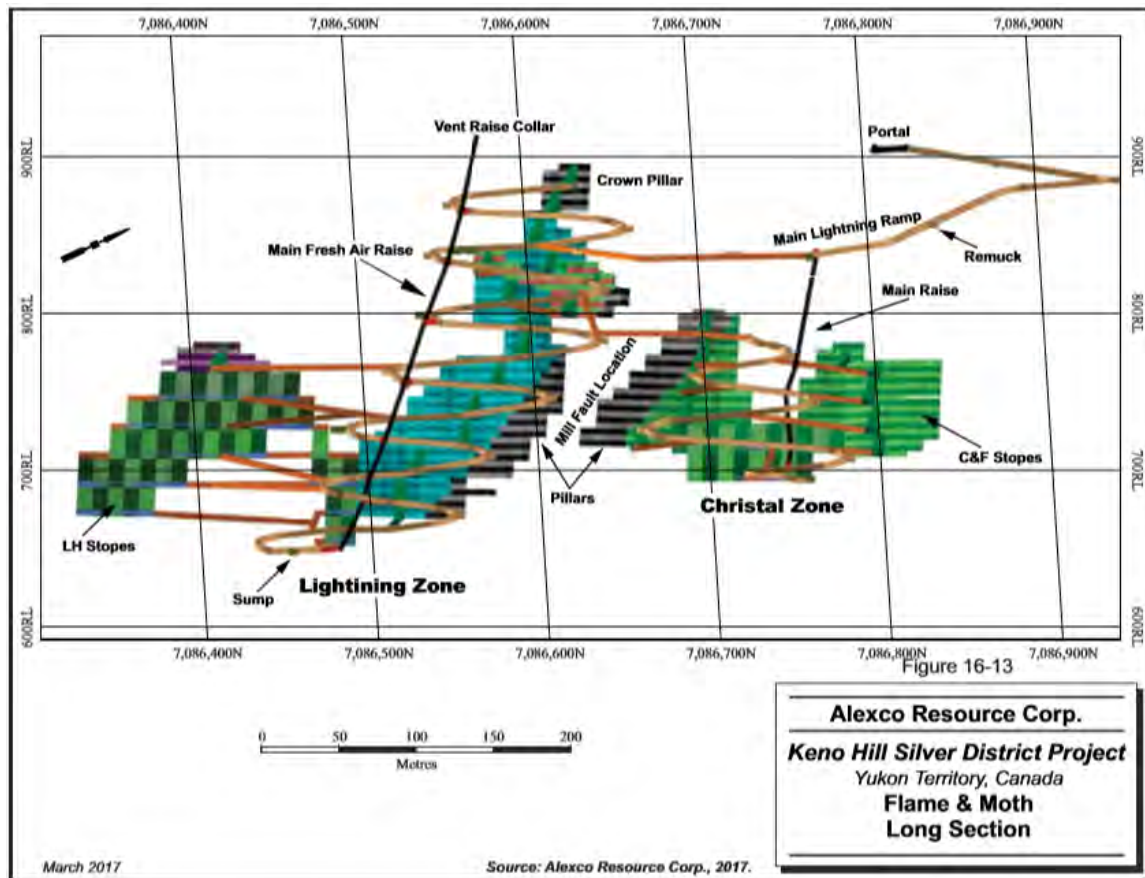 7,086,400N 7,086,500N 7,086,600N 7,086,700N 7,086,800N 7,086,900N
Vent Raise Collar
Portal
900RL
900RL
Crown Pillar
Main Lightning Ramp
Main Fresh Air Raise
Remuck
Main Raise
800RL
800RL
Mill Fault Location
C&F Stopes
700RL
700RL
Pillars
Christal Zone
LH Stopes
Lightining Zone
Sump
600RL
600RL
7,086,400N 7,086,500N 7,086,600N 7,086,700N 7,086,800N 7,086,900N
Figure 16-13
0 50 100 150 200
Metres
Alexco Resource Corp.
Keno Hill Silver District Project
Yukon Territory, Canada
Flame & Moth
Long Section
March 2017
Source: Alexco Resource Corp., 2017.